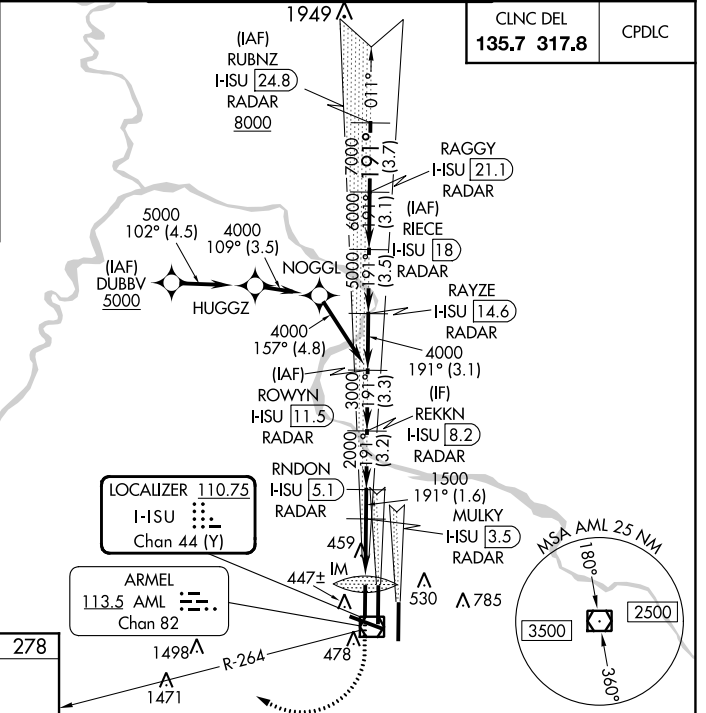 1949
CLNC DEL
135.7 317.8
CPDLC
(IAF)
RUBNZ
I-ISU 24.8
RADAR
8000
011°
7000
191°
(3.7)
RAGGY
I-ISU 21.1
RADAR
6000
191°
(3.1)
(IAF)
RIECE
I-ISU 18
RADAR
5000
191°
(3.5)
5000
102° (4.5)
4000
109° (3.5)
NOGGL
(IAF)
DUBBV
5000
HUGGZ
RAYZE
I-ISU 14.6
RADAR
4000
157° (4.8)
4000
191° (3.1)
(IAF)
ROWYN
I-ISU 11.5
RADAR
3000
191°
(3.3)
(IF)
REKKN
I-ISU 8.2
RADAR
2000
191°
(3.2)
RNDON
I-ISU 5.1
RADAR
1500
191° (1.6)
MULKY
I-ISU 3.5
RADAR
LOCALIZER 110.75
I-ISU
Chan 44 (Y)
459
IM
447±
530
785
ARMEL
113.5 AML
Chan 82
MSA AML 25 NM
180°
3500
2500
360°
278
1498
R-264
478
1471